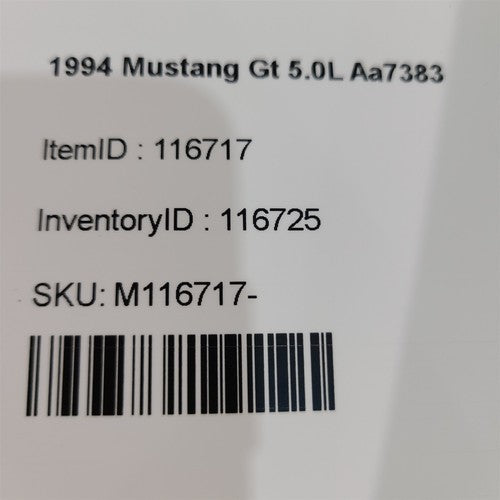 1994 Mustang Gt 5.0L Aa7383
ItemID : 116717
InventoryID : 116725
SKU: M116717-